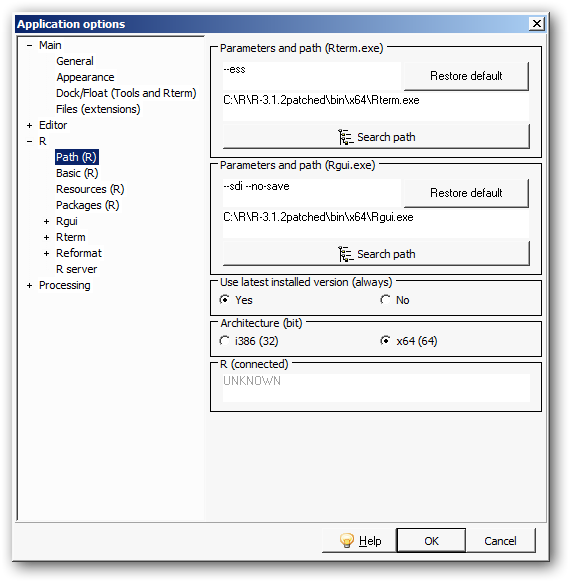 Application options
− Main
General
Appearance
Dock/Float (Tools and Rterm)
Files (extensions)
+ Editor
− R
Path (R)
Basic (R)
Resources (R)
Packages (R)
+ Rgui
+ Rterm
+ Reformat
R server
+ Processing
Parameters and path (Rterm.exe)
--ess
Restore default
C:\R\R-3.1.2patched\bin\x64\Rterm.exe
Search path
Parameters and path (Rgui.exe)
--sdi --no-save
Restore default
C:\R\R-3.1.2patched\bin\x64\Rgui.exe
Search path
Use latest installed version (always)
Yes No
Architecture (bit)
i386 (32) x64 (64)
R (connected)
UNKNOWN
Help OK Cancel